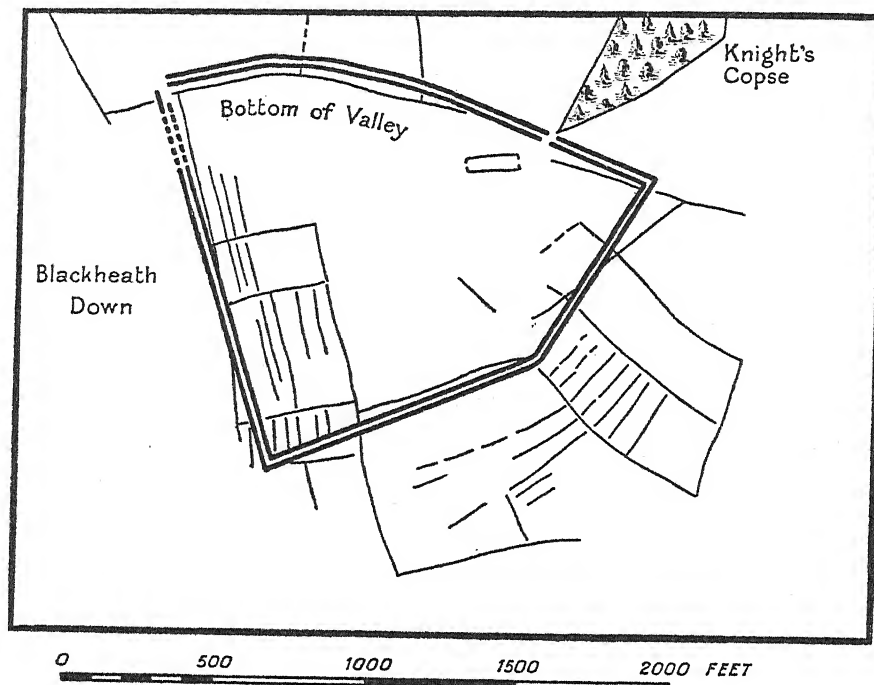 Knight's
Copse
Bottom of Valley
Blackheath
Down
0 500 1000 1500 2000 FEET